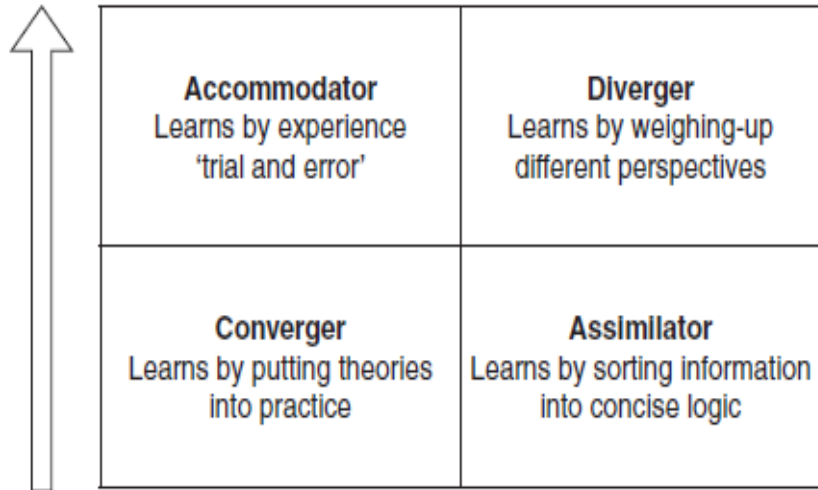 Accommodator
Learns by experience
‘trial and error’
Diverger
Learns by weighing-up
different perspectives
Converger
Learns by putting theories
into practice
Assimilator
Learns by sorting information
into concise logic